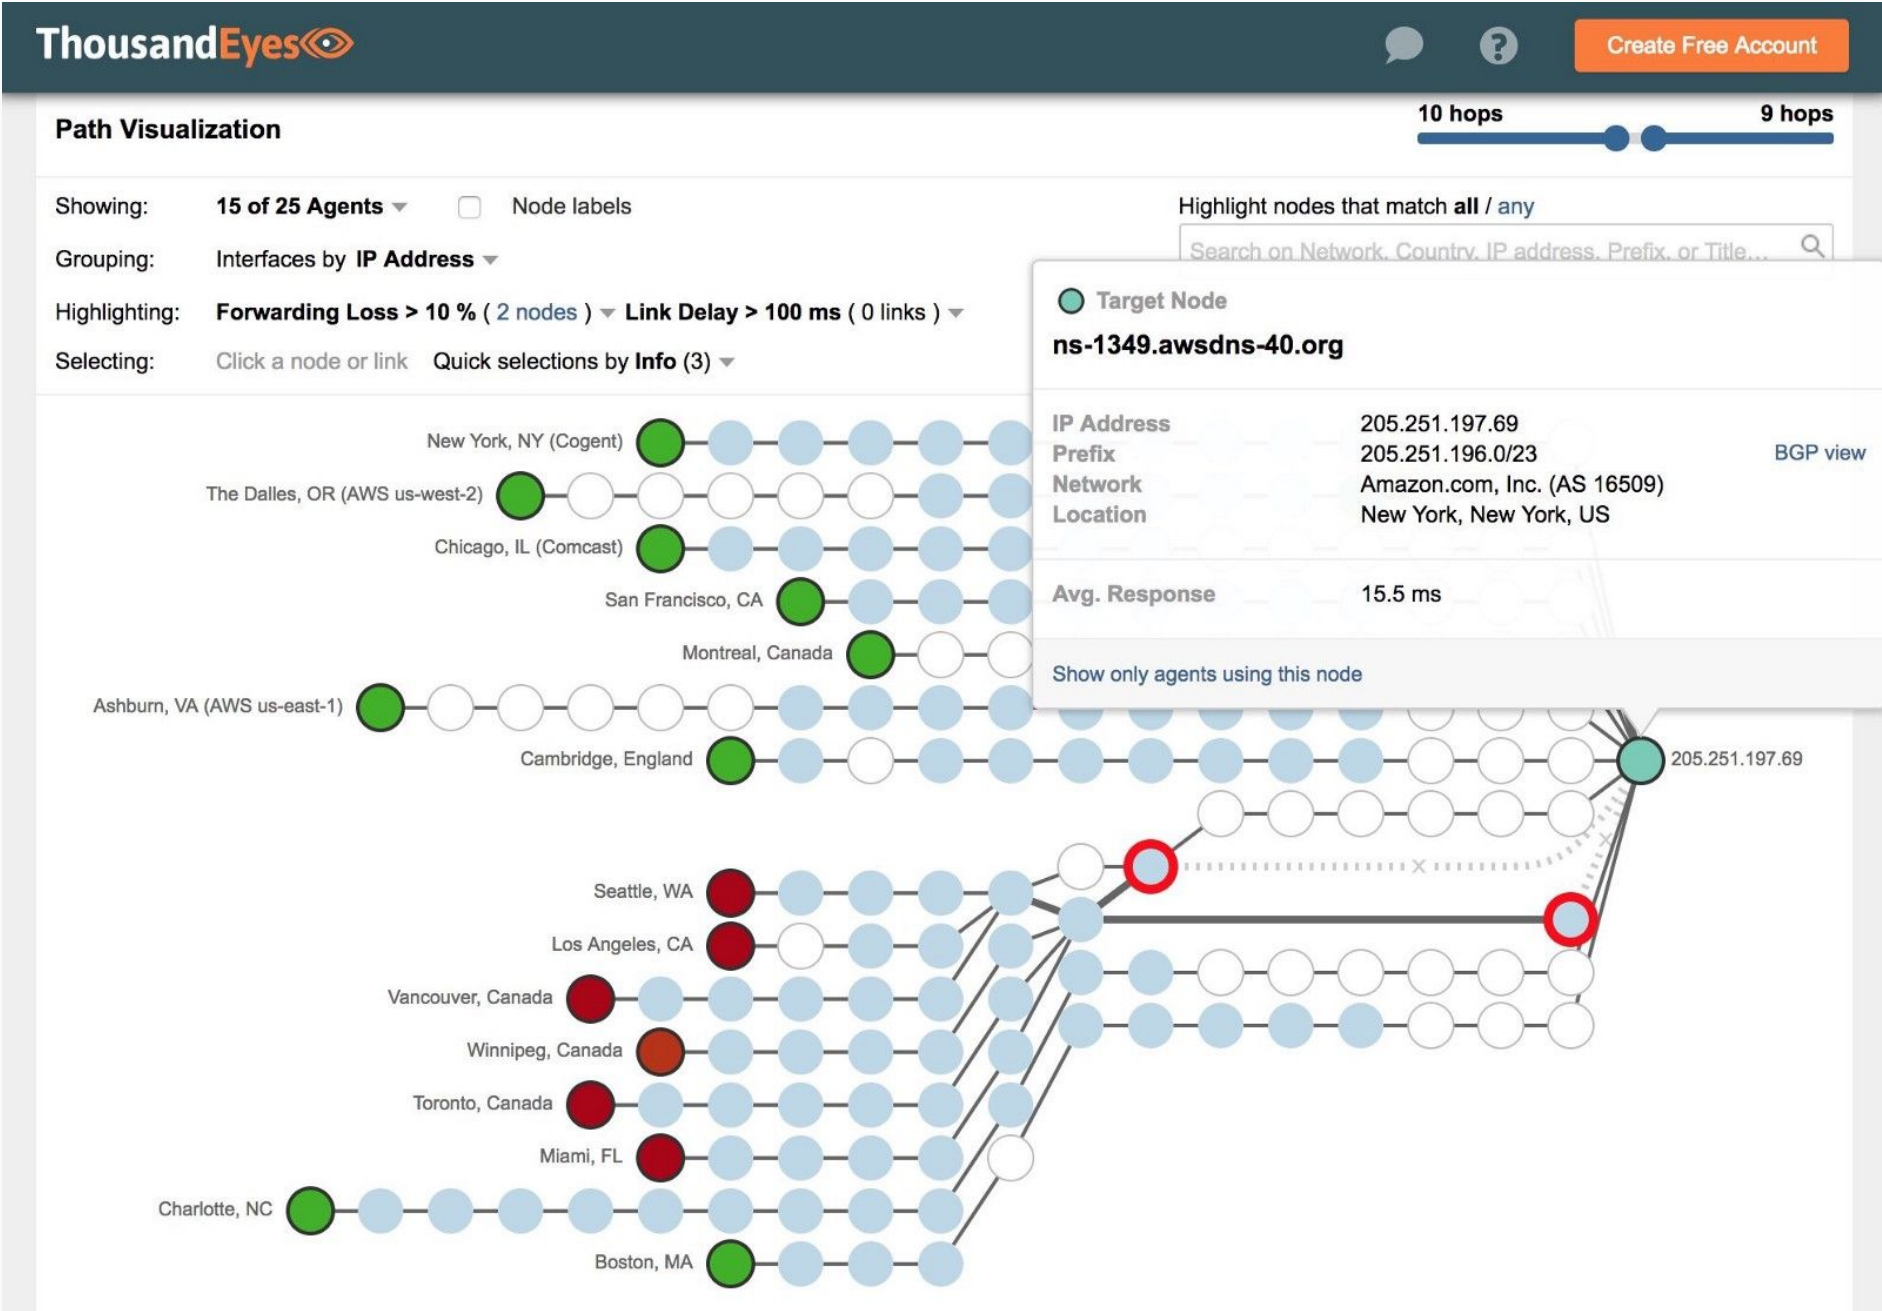 ThousandEyes
Create Free Account
Path Visualization
10 hops 9 hops
Showing: 15 of 25 Agents Node labels
Highlight nodes that match all / any
Search on Network, Country, IP address, Prefix, or Title...
Grouping: Interfaces by IP Address
Highlighting: Forwarding Loss > 10 % ( 2 nodes ) Link Delay > 100 ms ( 0 links )
Selecting: Click a node or link Quick selections by Info (3)
Target Node
ns-1349.awsdns-40.org
IP Address 205.251.197.69
Prefix 205.251.196.0/23 BGP view
Network Amazon.com, Inc. (AS 16509)
Location New York, New York, US
Avg. Response 15.5 ms
Show only agents using this node
New York, NY (Cogent)
The Dalles, OR (AWS us-west-2)
Chicago, IL (Comcast)
San Francisco, CA
Montreal, Canada
Ashburn, VA (AWS us-east-1)
Cambridge, England
205.251.197.69
Seattle, WA
Los Angeles, CA
Vancouver, Canada
Winnipeg, Canada
Toronto, Canada
Miami, FL
Charlotte, NC
Boston, MA